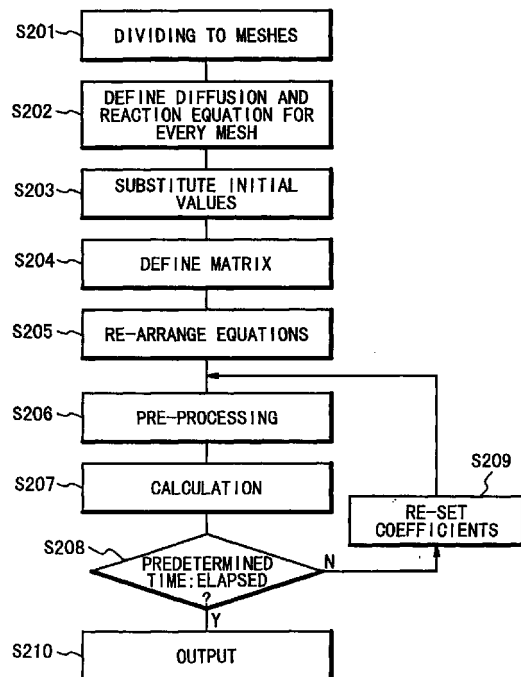 S201
DIVIDING TO MESHES
S202
DEFINE DIFFUSION AND
REACTION EQUATION FOR
EVERY MESH
S203
SUBSTITUTE INITIAL
VALUES
S204
DEFINE MATRIX
S205
RE-ARRANGE EQUATIONS
S206
PRE-PROCESSING
S207
CALCULATION
S209
RE-SET
COEFFICIENTS
S208
PREDETERMINED
TIME:ELAPSED
?
N
Y
S210
OUTPUT